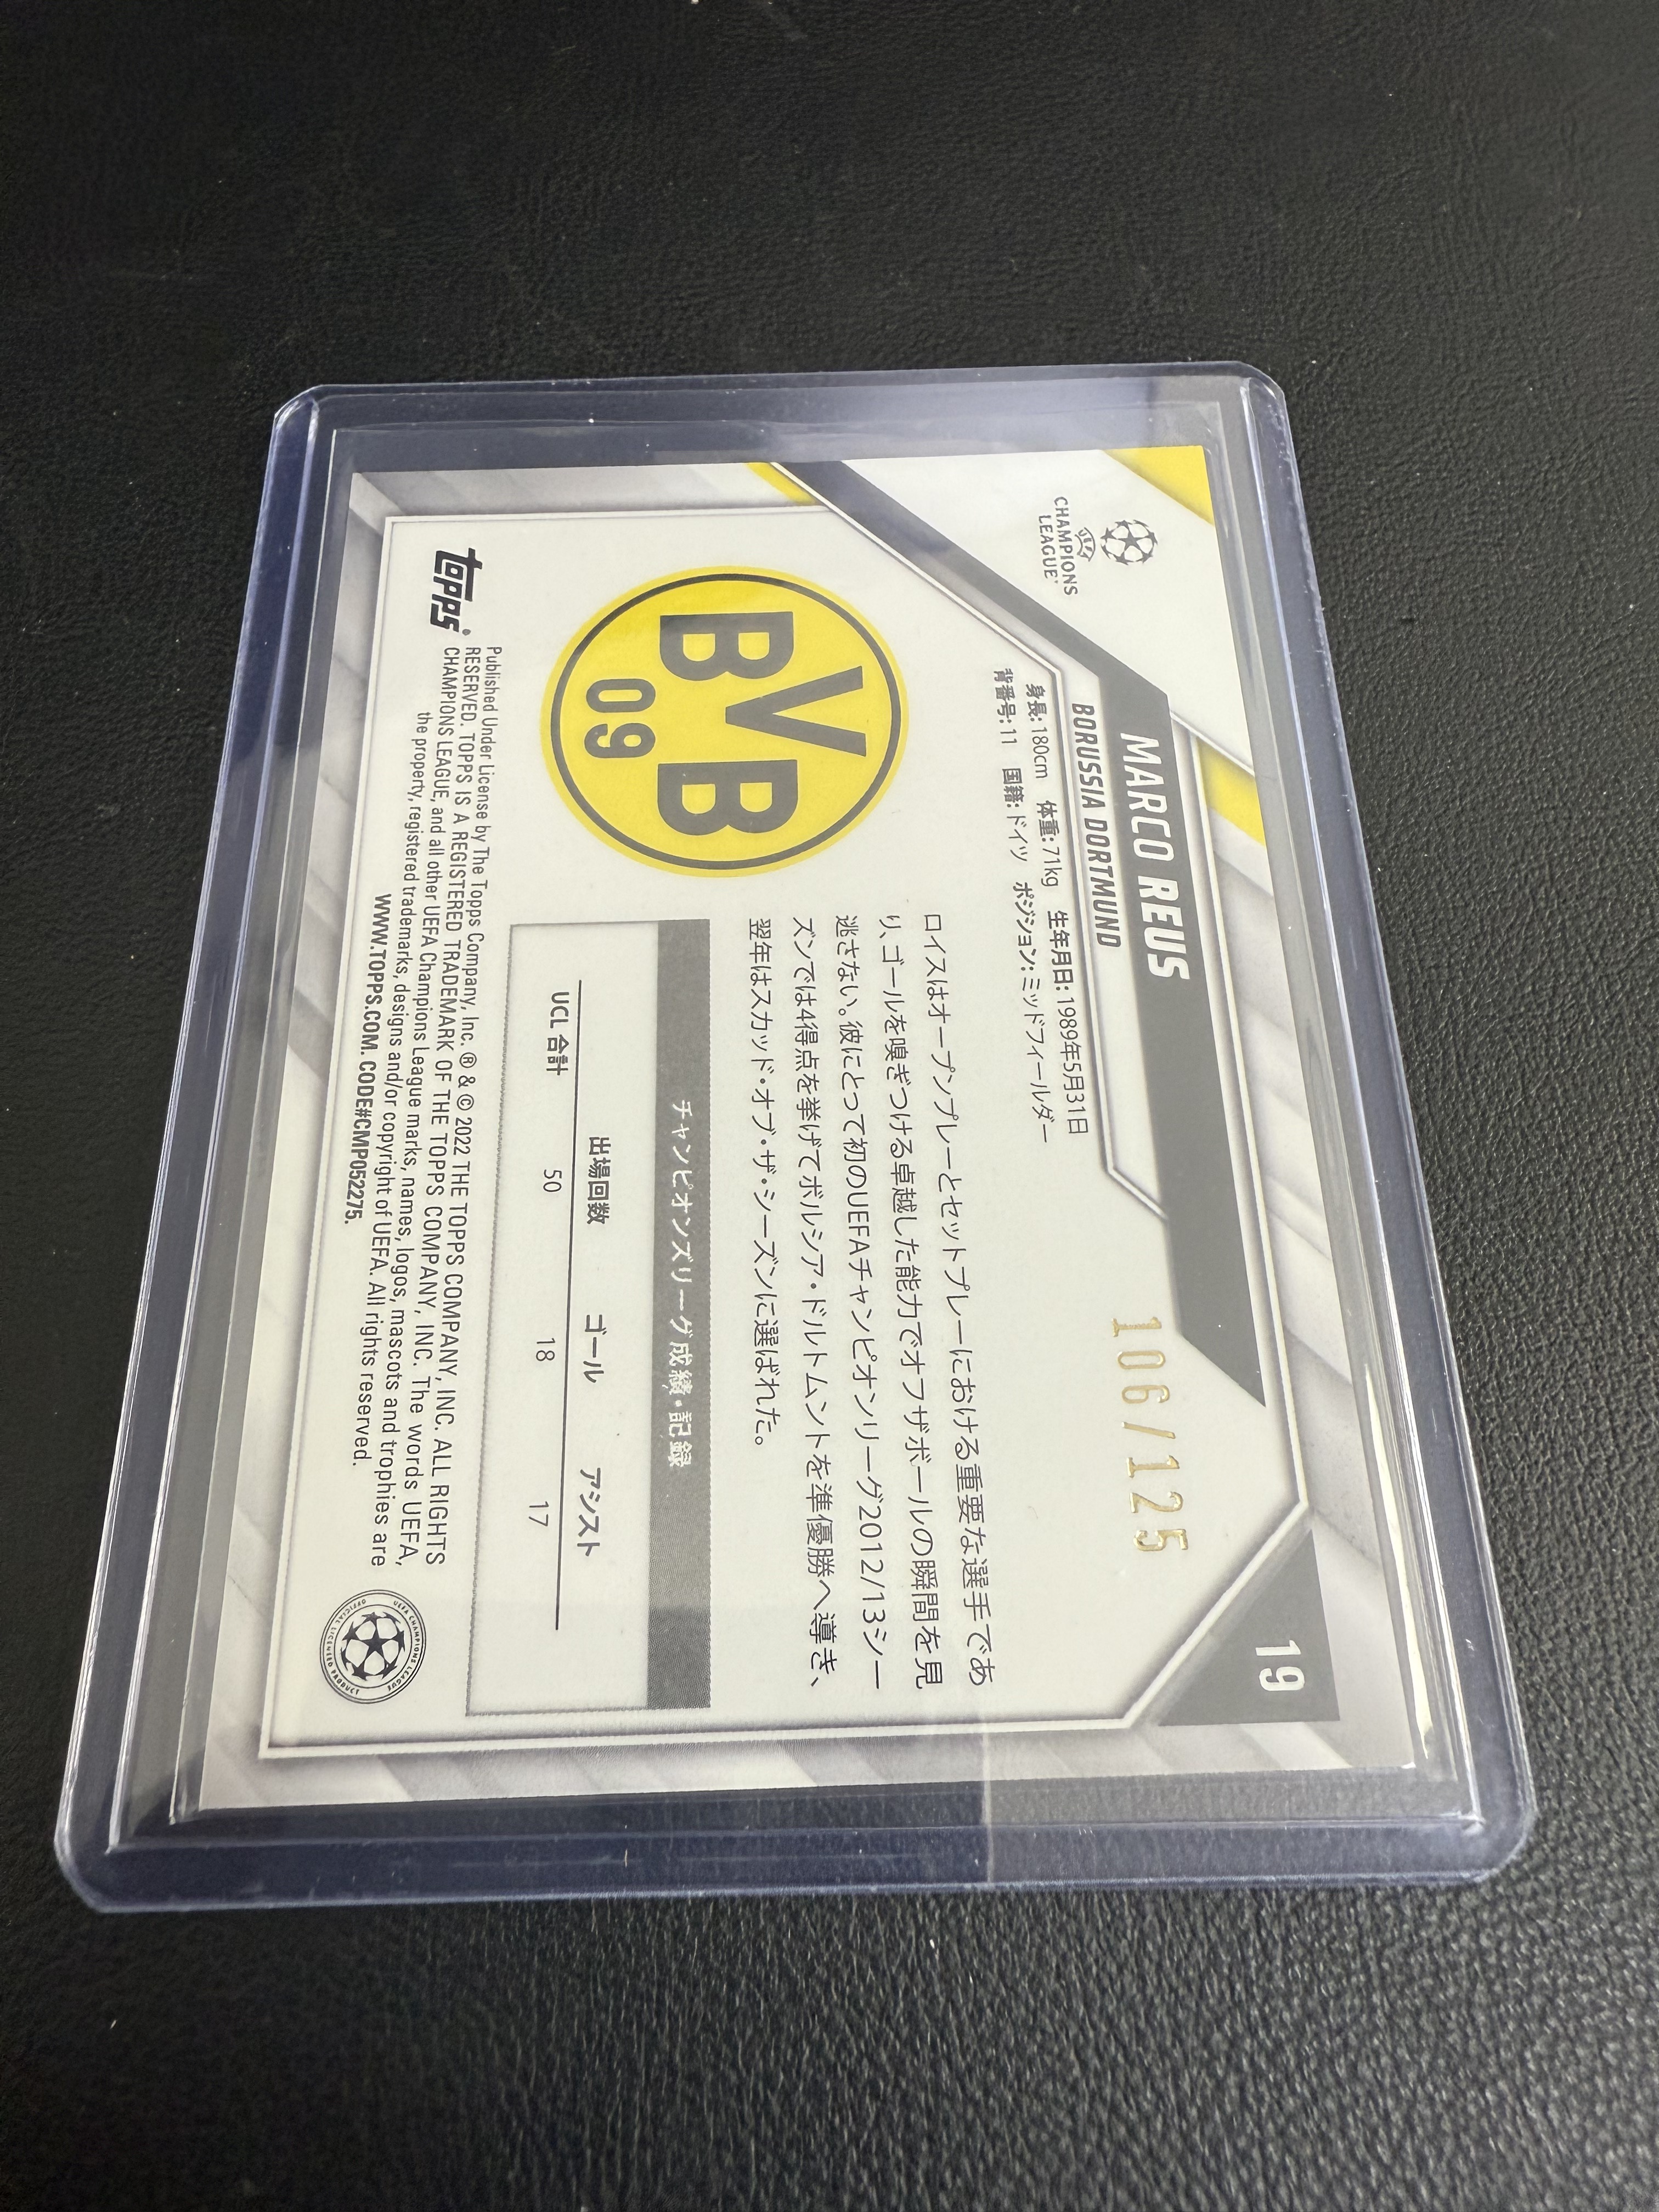 UEFA
CHAMPIONS
LEAGUE
19
MARCO REUS
BORUSSIA DORTMUND
106/125
身長: 180cm 体重: 71kg 生年月日: 1989年5月31日
背番号: 11 国籍: ドイツ ポジション: ミッドフィールダー
BVB
09
ロイスはオープンプレーとセットプレーにおける重要な選手であ
り、ゴールを嗅ぎつける卓越した能力でオフザボールの瞬間を見
逃さない。彼にとって初のUEFAチャンピオンリーグ2012/13シー
ズンでは4得点を挙げてボルシア・ドルトムントを準優勝へ導き、
翌年はスカッド・オブ・ザ・シーズンに選ばれた。
チャンピオンズリーグ成績・記録
出場回数 ゴール アシスト
UCL 合計 50 18 17
topps®
Published Under License by The Topps Company, Inc. ® & © 2022 THE TOPPS COMPANY, INC. ALL RIGHTS
RESERVED. TOPPS IS A REGISTERED TRADEMARK OF THE TOPPS COMPANY, INC. The words UEFA,
CHAMPIONS LEAGUE, and all other UEFA Champions League marks, names, logos, mascots and trophies are
the property, registered trademarks, designs and/or copyright of UEFA. All rights reserved.
WWW.TOPPS.COM. CODE#CMP052275.
UEFA CHAMPIONS LEAGUE
OFFICIAL LICENSED PRODUCT